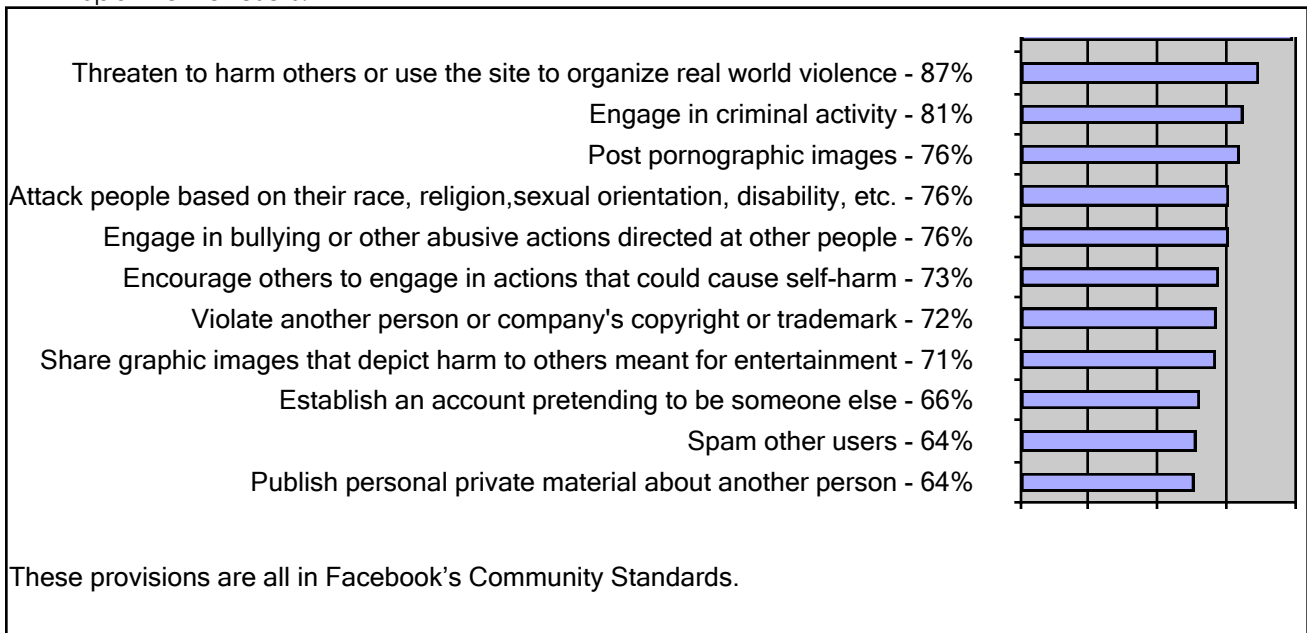 Threaten to harm others or use the site to organize real world violence - 87%
Engage in criminal activity - 81%
Post pornographic images - 76%
Attack people based on their race, religion,sexual orientation, disability, etc. - 76%
Engage in bullying or other abusive actions directed at other people - 76%
Encourage others to engage in actions that could cause self-harm - 73%
Violate another person or company's copyright or trademark - 72%
Share graphic images that depict harm to others meant for entertainment - 71%
Establish an account pretending to be someone else - 66%
Spam other users - 64%
Publish personal private material about another person - 64%
These provisions are all in Facebook’s Community Standards.